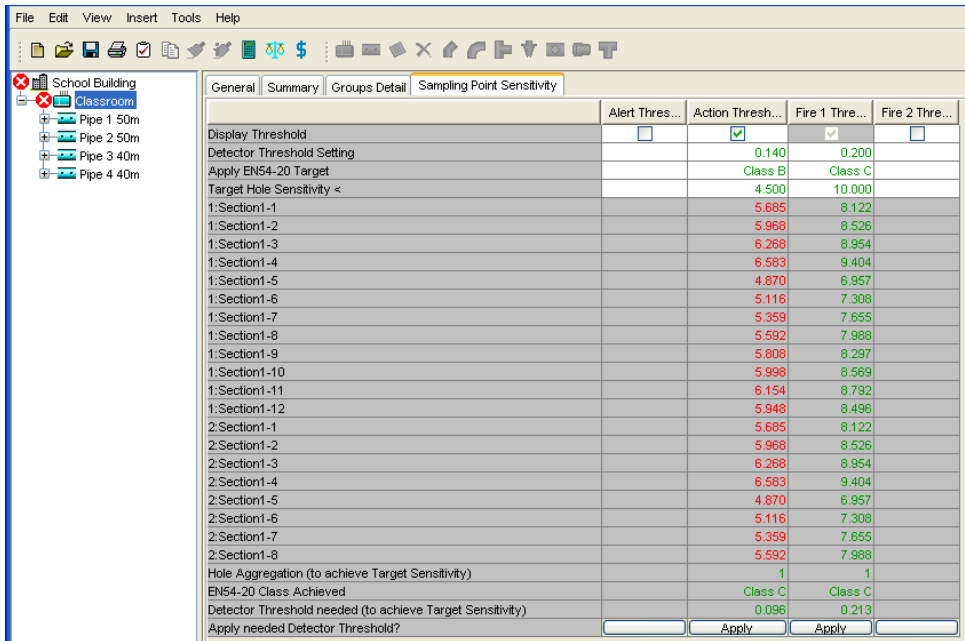 File Edit View Insert Tools Help
School Building
Classroom
Pipe 1 50m
Pipe 2 50m
Pipe 3 40m
Pipe 4 40m
General Summary Groups Detail Sampling Point Sensitivity
Alert Thres... Action Thresh... Fire 1 Thre... Fire 2 Thre...
Display Threshold
Detector Threshold Setting 0.140 0.200
Apply EN54-20 Target Class B Class C
Target Hole Sensitivity < 4.500 10.000
1:Section1-1 5.685 8.122
1:Section1-2 5.968 8.526
1:Section1-3 6.268 8.954
1:Section1-4 6.583 9.404
1:Section1-5 4.870 6.957
1:Section1-6 5.116 7.308
1:Section1-7 5.359 7.655
1:Section1-8 5.592 7.988
1:Section1-9 5.808 8.297
1:Section1-10 5.998 8.569
1:Section1-11 6.154 8.792
1:Section1-12 5.948 8.496
2:Section1-1 5.685 8.122
2:Section1-2 5.968 8.526
2:Section1-3 6.268 8.954
2:Section1-4 6.583 9.404
2:Section1-5 4.870 6.957
2:Section1-6 5.116 7.308
2:Section1-7 5.359 7.655
2:Section1-8 5.592 7.988
Hole Aggregation (to achieve Target Sensitivity) 1 1
EN54-20 Class Achieved Class C Class C
Detector Threshold needed (to achieve Target Sensitivity) 0.096 0.213
Apply needed Detector Threshold? Apply Apply